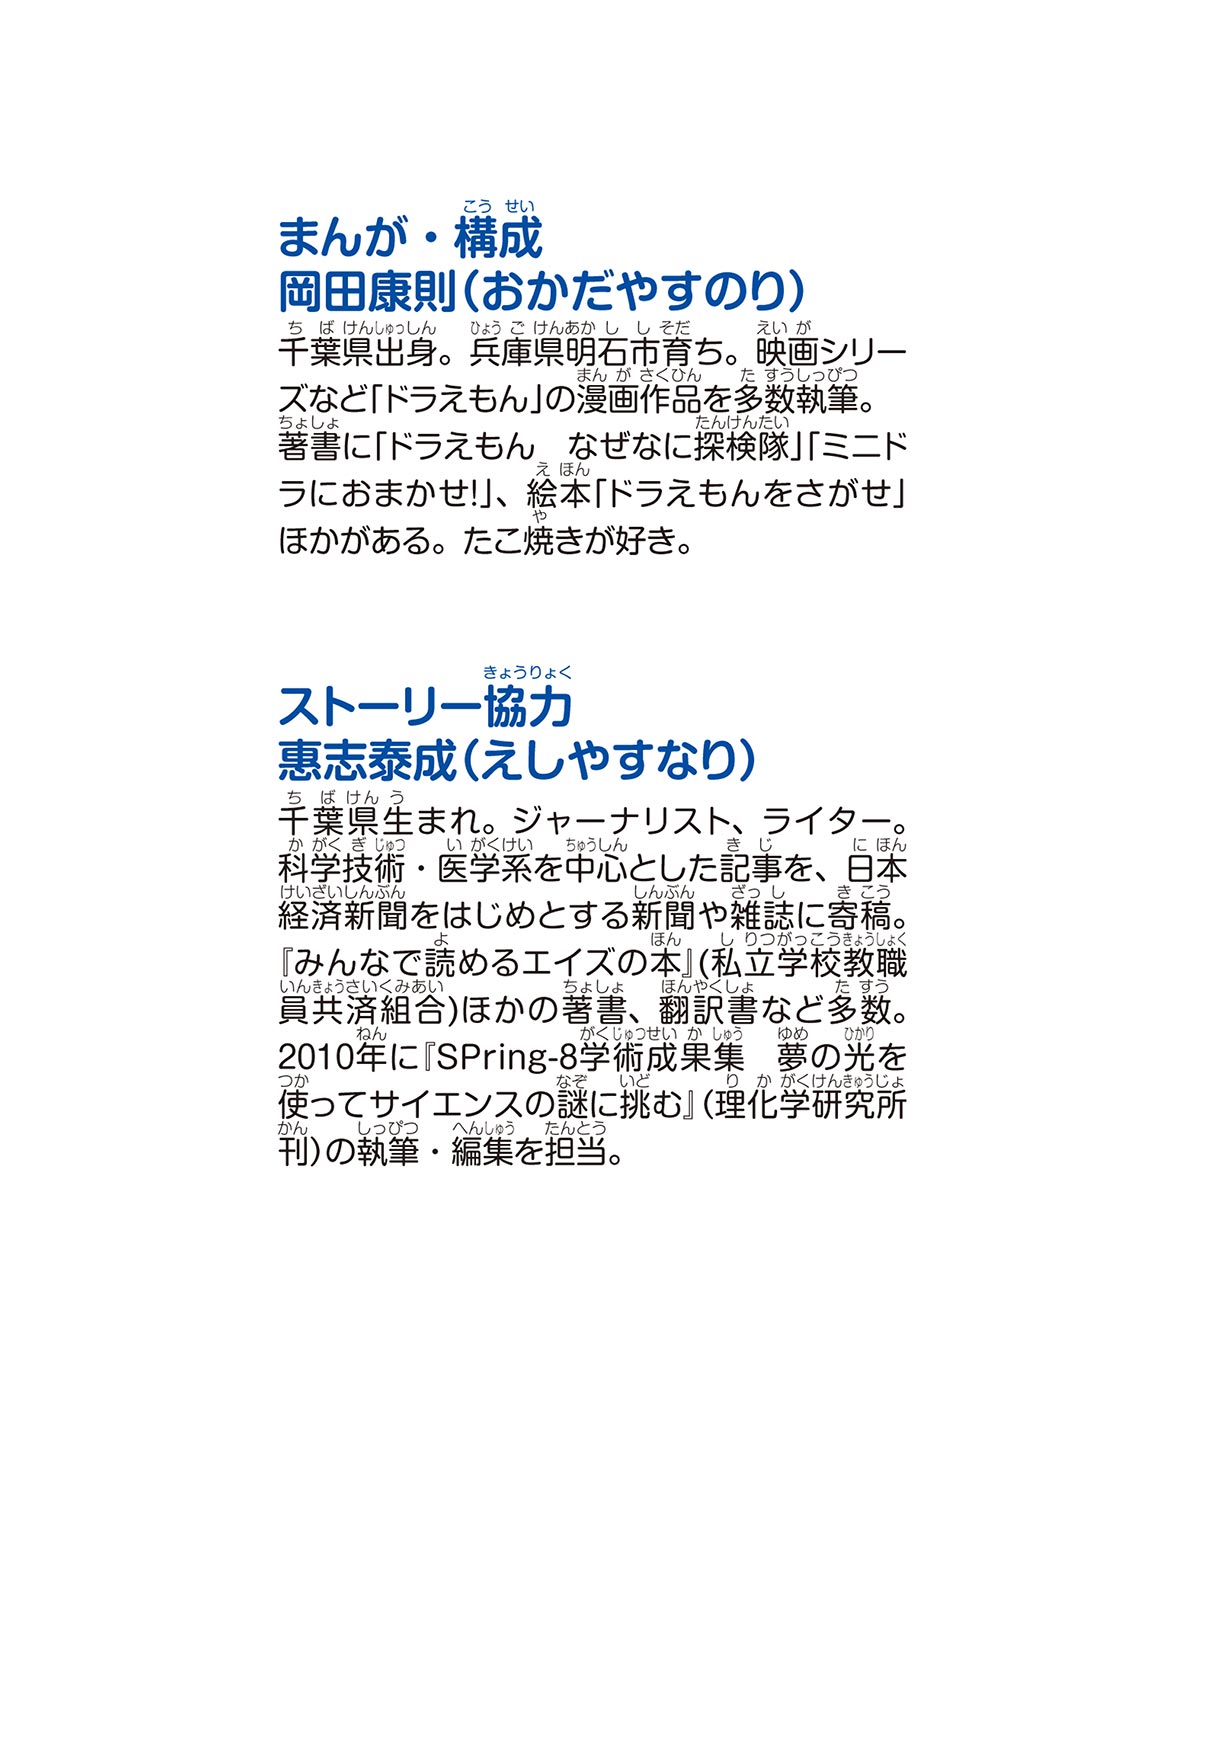 まんが・構成
岡田康則(おかだやすのり)
千葉県出身。兵庫県明石市育ち。映画シリー
ズなど「ドラえもん」の漫画作品を多数執筆。
著書に「ドラえもん　なぜなに探検隊」「ミニド
ラにおまかせ!」、絵本「ドラえもんをさがせ」
ほかがある。たこ焼きが好き。
ストーリー協力
惠志泰成(えしやすなり)
千葉県生まれ。ジャーナリスト、ライター。
科学技術・医学系を中心とした記事を、日本
経済新聞をはじめとする新聞や雑誌に寄稿。
『みんなで読めるエイズの本』(私立学校教職
員共済組合)ほかの著書、翻訳書など多数。
2010年に『SPring-8学術成果集　夢の光を
使ってサイエンスの謎に挑む』(理化学研究所
刊)の執筆・編集を担当。